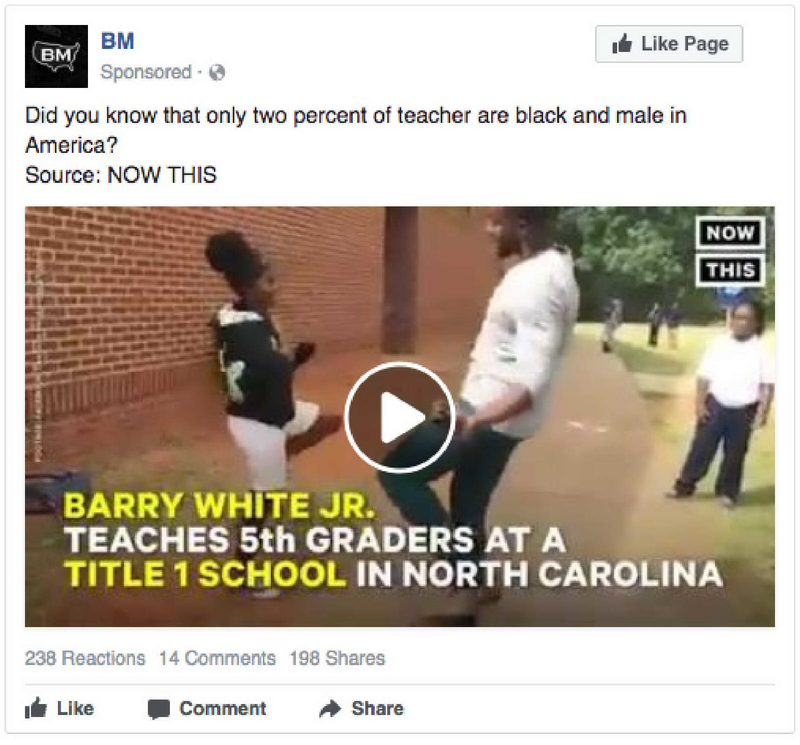 BM
BM
Like Page
Sponsored ·
Did you know that only two percent of teacher are black and male in
America?
Source: NOW THIS
NOW
THIS
BARRY WHITE JR.
TEACHES 5th GRADERS AT A
TITLE 1 SCHOOL IN NORTH CAROLINA
238 Reactions 14 Comments 198 Shares
Like Comment Share